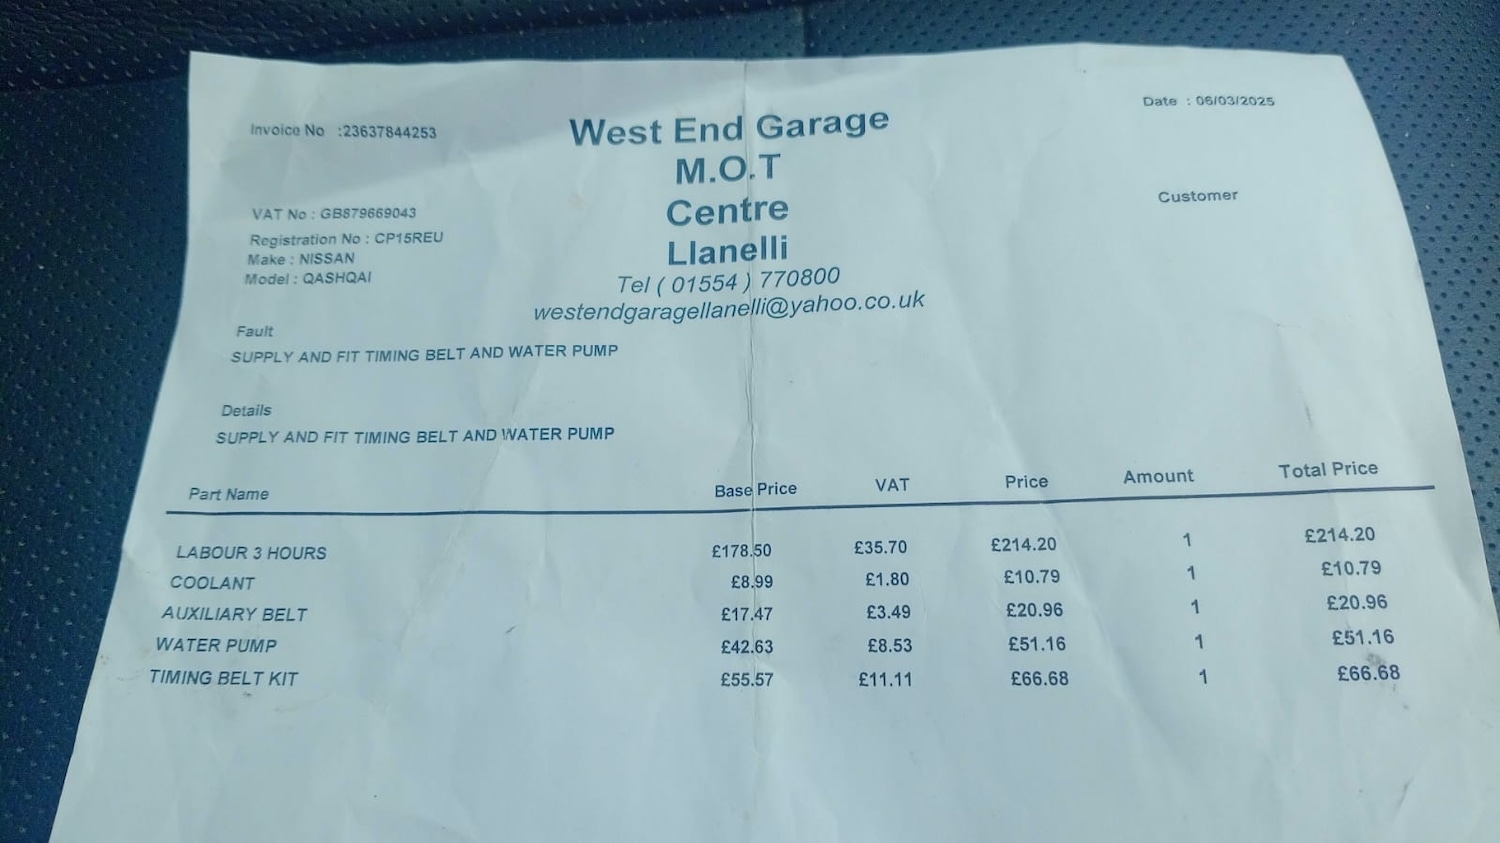 Invoice No :23637844253
West End Garage
M.O.T
Centre
Llanelli
Tel ( 01554 ) 770800
westendgaragellanelli@yahoo.co.uk
Date : 06/03/2025
Customer
VAT No : GB879669043
Registration No : CP15REU
Make : NISSAN
Model : QASHQAI
Fault
SUPPLY AND FIT TIMING BELT AND WATER PUMP
Details
SUPPLY AND FIT TIMING BELT AND WATER PUMP
Part Name Base Price VAT Price Amount Total Price
LABOUR 3 HOURS £178.50 £35.70 £214.20 1 £214.20
COOLANT £8.99 £1.80 £10.79 1 £10.79
AUXILIARY BELT £17.47 £3.49 £20.96 1 £20.96
WATER PUMP £42.63 £8.53 £51.16 1 £51.16
TIMING BELT KIT £55.57 £11.11 £66.68 1 £66.68